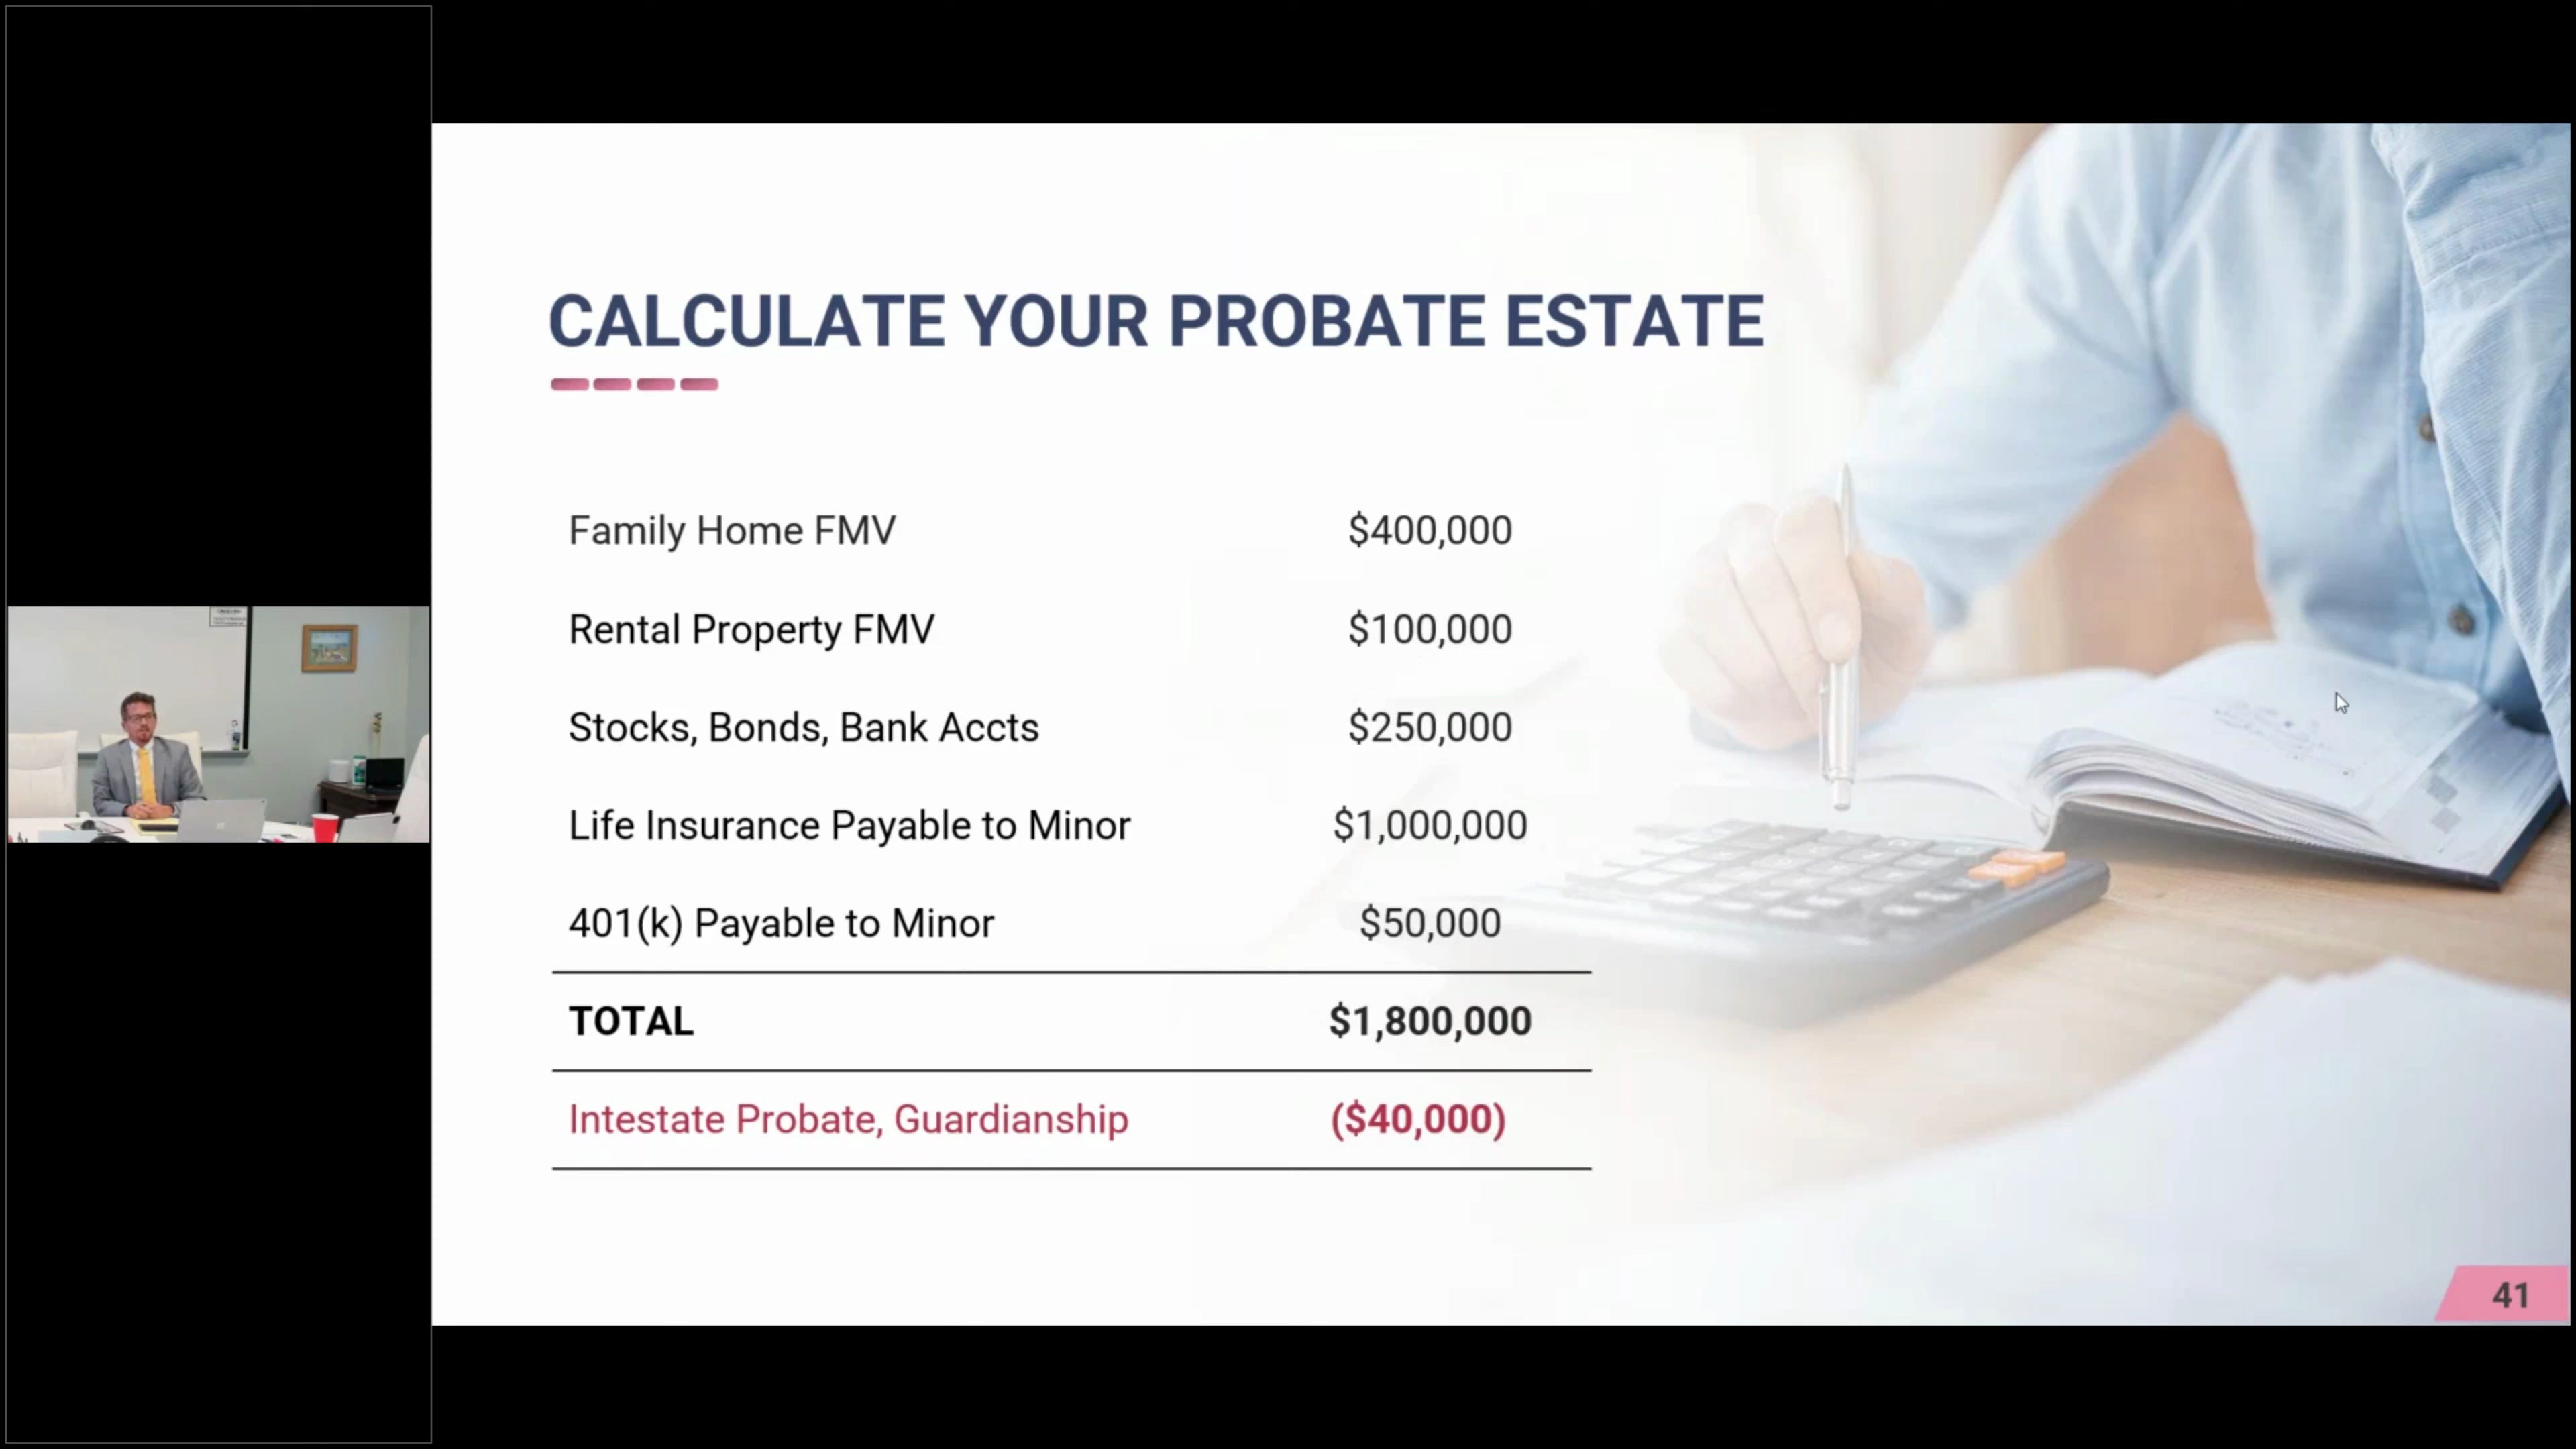 CALCULATE YOUR PROBATE ESTATE
Family Home FMV $400,000
Rental Property FMV $100,000
Stocks, Bonds, Bank Accts $250,000
Life Insurance Payable to Minor $1,000,000
401(k) Payable to Minor $50,000
TOTAL $1,800,000
Intestate Probate, Guardianship ($40,000)
41